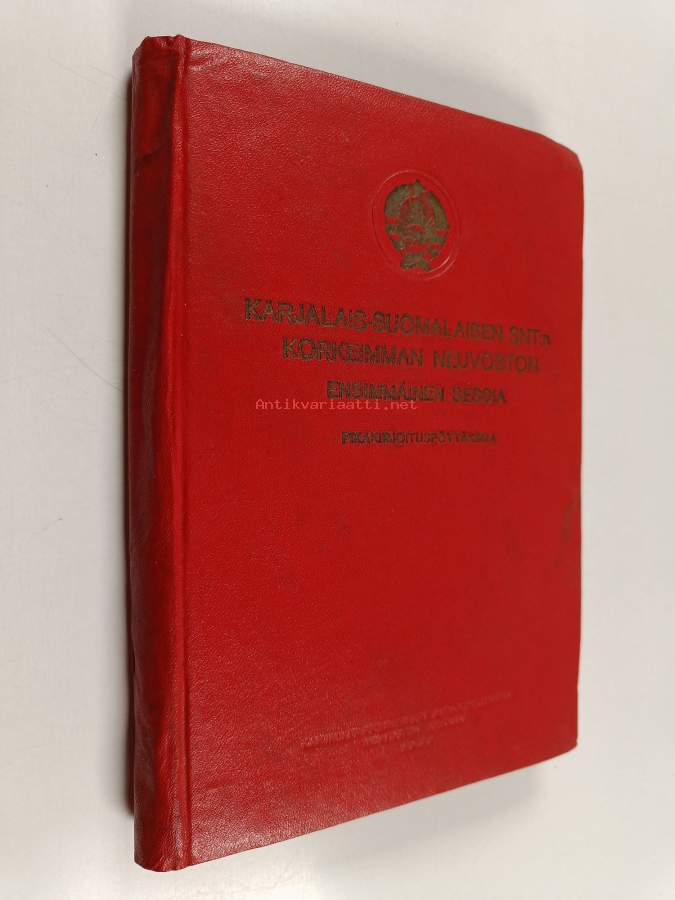 KARJALAIS-SUOMALAISEN SNT:n
KORKEIMMAN NEUVOSTON
ENSIMMÄINEN SESSIA
Antikvariaatti.net
PIKAKIRJOITUSPÖYTÄKIRJA